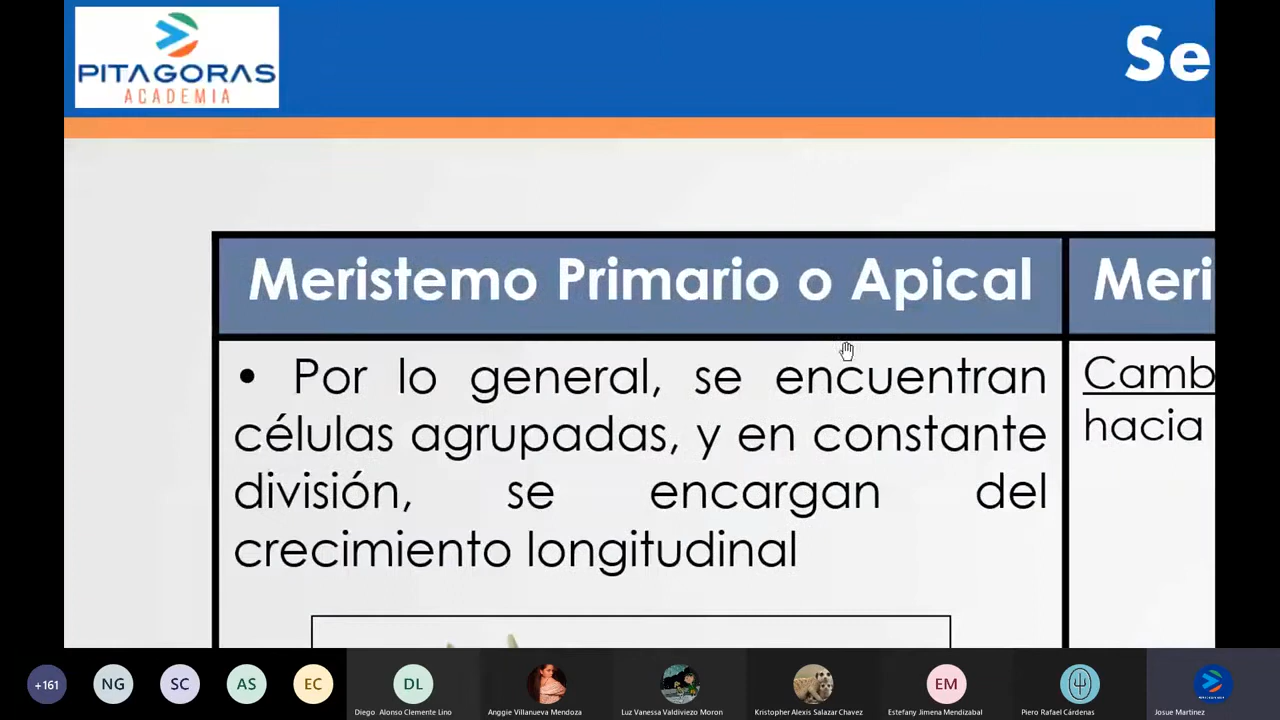 PITAGORAS
ACADEMIA
Se
Meristemo Primario o Apical
Meri
• Por lo general, se encuentran
células agrupadas, y en constante
división, se encargan del
crecimiento longitudinal
Camb
hacia
+161
NG
SC
AS
EC
DL
EM
Diego Alonso Clemente Lino
Anggie Villanueva Mendoza
Luz Vanessa Valdiviezo Moron
Kristopher Alexis Salazar Chavez
Estefany Jimena Mendizabal
Piero Rafael Cárdenas
Josue Martinez